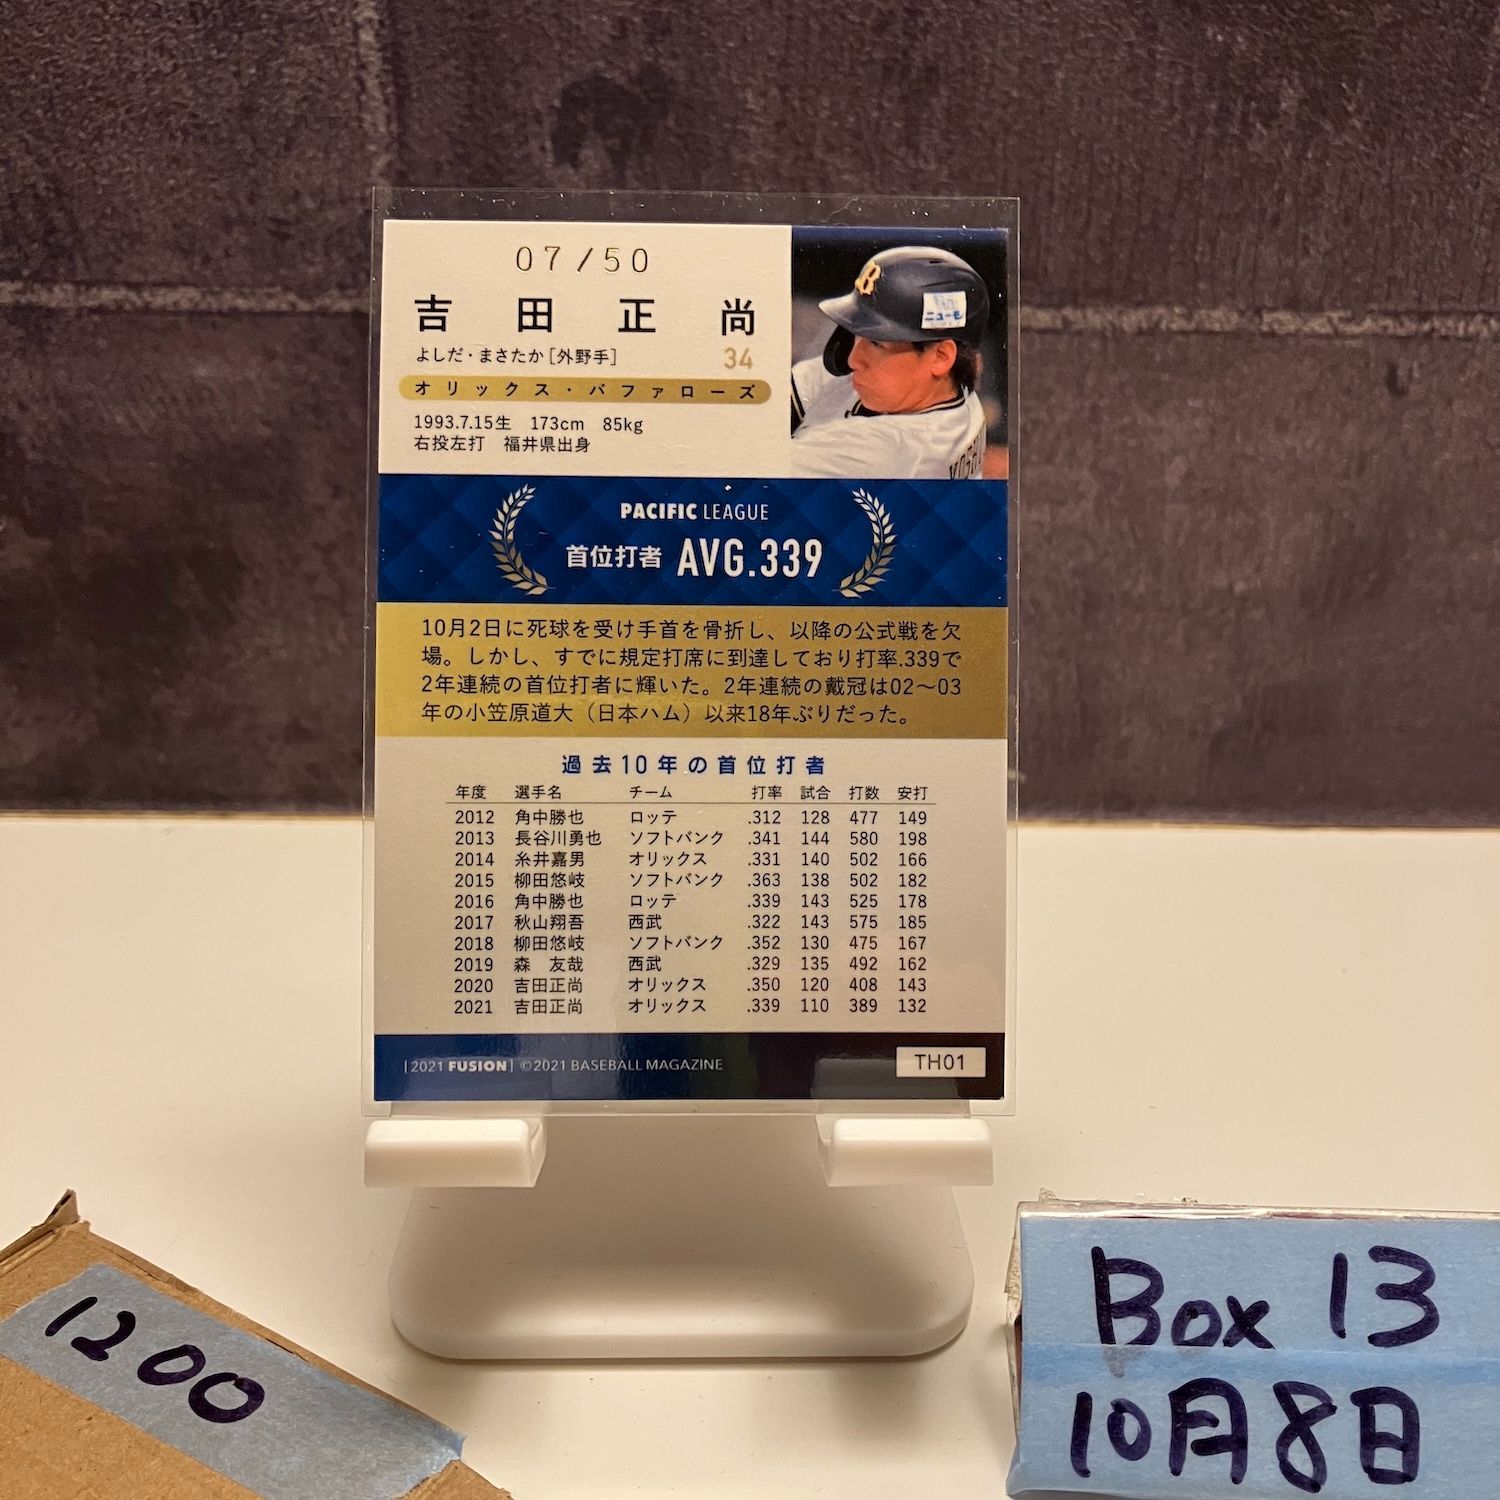 07/50
吉田正尚
よしだ・まさたか[外野手] 34
オリックス・バファローズ
1993.7.15生 173cm 85kg
右投左打 福井県出身
B
ニューモ
PACIFIC LEAGUE
首位打者 AVG.339
10月2日に死球を受け手首を骨折し、以降の公式戦を欠
場。しかし、すでに規定打席に到達しており打率.339で
2年連続の首位打者に輝いた。2年連続の戴冠は02〜03
年の小笠原道大(日本ハム)以来18年ぶりだった。
過去10年の首位打者
年度 選手名 チーム 打率 試合 打数 安打
2012 角中勝也 ロッテ .312 128 477 149
2013 長谷川勇也 ソフトバンク .341 144 580 198
2014 糸井嘉男 オリックス .331 140 502 166
2015 柳田悠岐 ソフトバンク .363 138 502 182
2016 角中勝也 ロッテ .339 143 525 178
2017 秋山翔吾 西武 .322 143 575 185
2018 柳田悠岐 ソフトバンク .352 130 475 167
2019 森 友哉 西武 .329 135 492 162
2020 吉田正尚 オリックス .350 120 408 143
2021 吉田正尚 オリックス .339 110 389 132
[2021 FUSION] ©2021 BASEBALL MAGAZINE TH01
1200
Box 13
10月8日